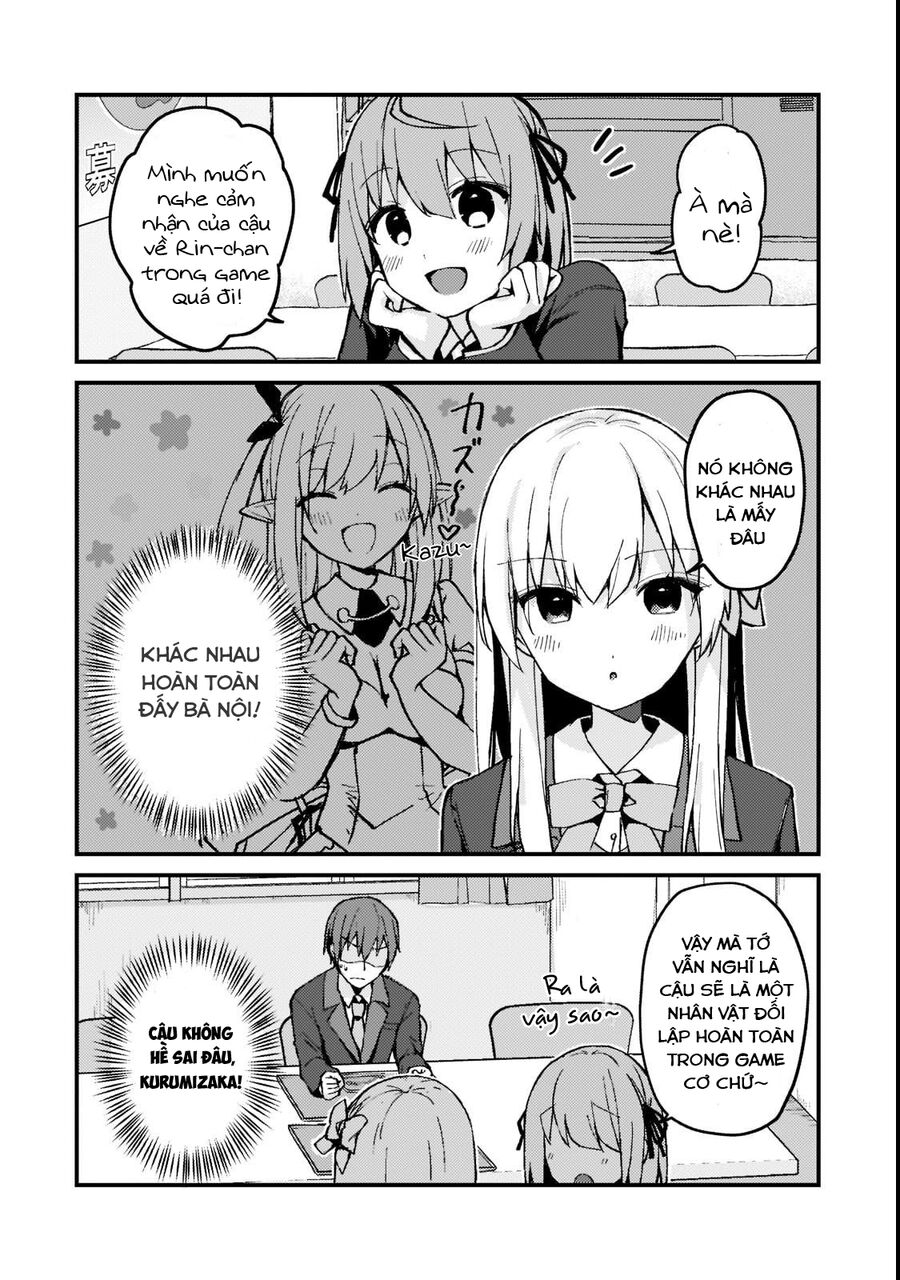 À mà
nè!
Mình muốn
nghe cảm
nhận của cậu
về Rin-chan
trong game
quá đi!
募
NÓ KHÔNG
KHÁC NHAU
LÀ MẤY
ĐÂU
カズ~
Kazu~
KHÁC NHAU
HOÀN TOÀN
ĐẤY BÀ NỘI!
VẬY MÀ TỚ
VẪN NGHĨ LÀ
CẬU SẼ LÀ MỘT
NHÂN VẬT ĐỐI
LẬP HOÀN TOÀN
TRONG GAME
CƠ CHỨ~
Ra là
vậy sao~
CẬU KHÔNG
HỀ SAI ĐÂU,
KURUMIZAKA!